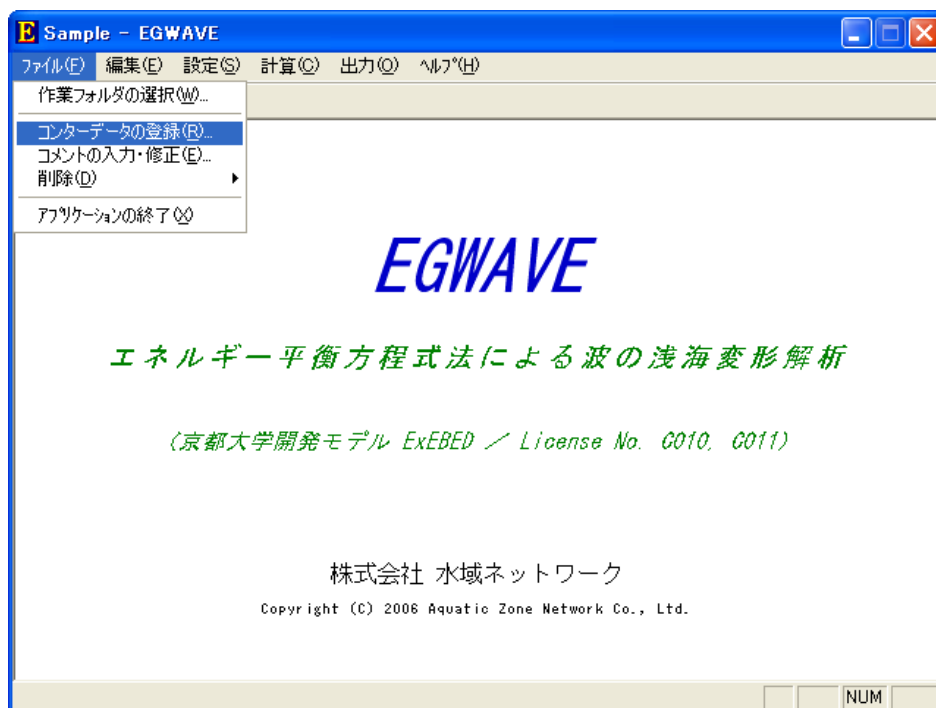 Sample - EGWAVE
ファイル(F) 編集(E) 設定(S) 計算(C) 出力(O) ヘルプ(H)
作業フォルダの選択(W)...
コンターデータの登録(R)...
コメントの入力・修正(E)...
削除(D)
アプリケーションの終了(X)
EGWAVE
エネルギー平衡方程式法による波の浅海変形解析
(京都大学開発モデル ExEBED / License No. G010, G011)
株式会社 水域ネットワーク
Copyright (C) 2006 Aquatic Zone Network Co., Ltd.
NUM